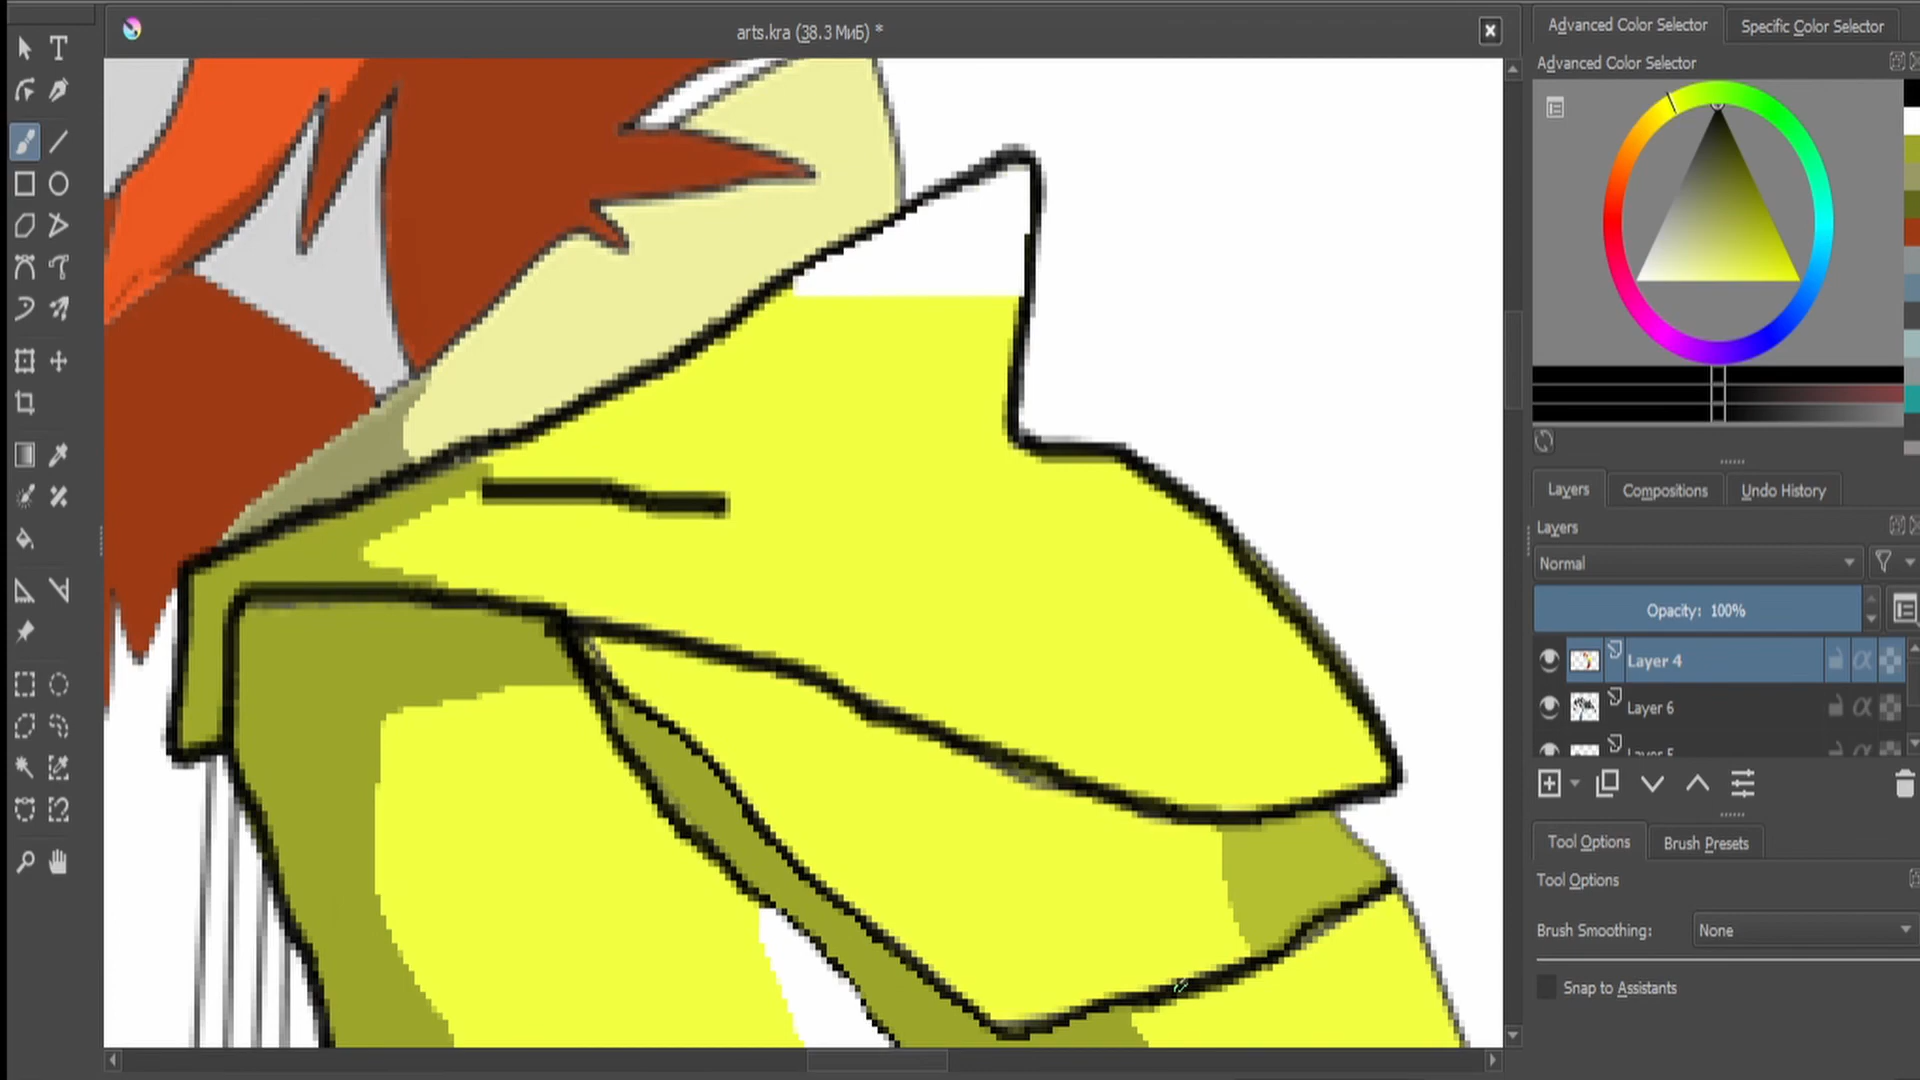 arts.kra (38.3 МиБ) *
Advanced Color Selector
Specific Color Selector
Advanced Color Selector
Layers
Compositions
Undo History
Layers
Normal
Opacity: 100%
Layer 4
Layer 6
Layer 5
Tool Options
Brush Presets
Tool Options
Brush Smoothing:
None
Snap to Assistants